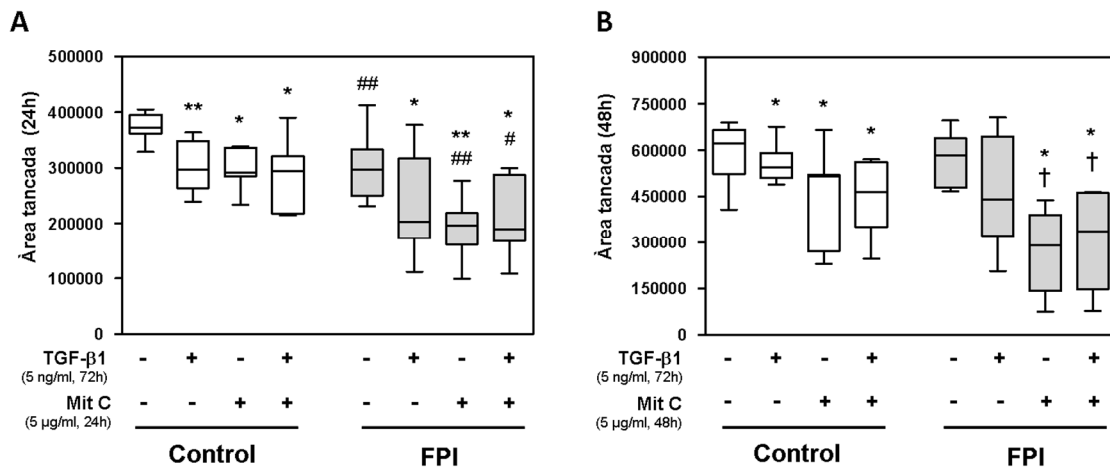 A
Àrea tancada (24h)
500000
400000
300000
200000
100000
0
** * * ## * ** ## * #
TGF-β1 - + - + - + - +
(5 ng/ml, 72h)
Mit C - - + + - - + +
(5 µg/ml, 24h)
Control FPI
B
Àrea tancada (48h)
900000
750000
600000
450000
300000
150000
0
* * * * † * †
TGF-β1 - + - + - + - +
(5 ng/ml, 72h)
Mit C - - + + - - + +
(5 µg/ml, 48h)
Control FPI